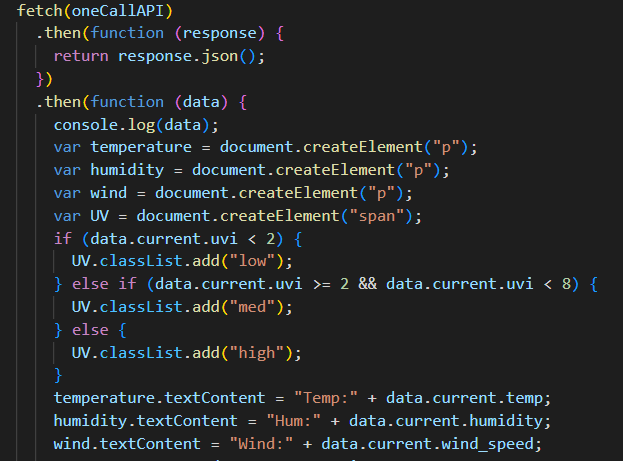 fetch(oneCallAPI)
  .then(function (response) {
    return response.json();
  })
  .then(function (data) {
    console.log(data);
    var temperature = document.createElement("p");
    var humidity = document.createElement("p");
    var wind = document.createElement("p");
    var UV = document.createElement("span");
    if (data.current.uvi < 2) {
      UV.classList.add("low");
    } else if (data.current.uvi >= 2 && data.current.uvi < 8) {
      UV.classList.add("med");
    } else {
      UV.classList.add("high");
    }
    temperature.textContent = "Temp:" + data.current.temp;
    humidity.textContent = "Hum:" + data.current.humidity;
    wind.textContent = "Wind:" + data.current.wind_speed;